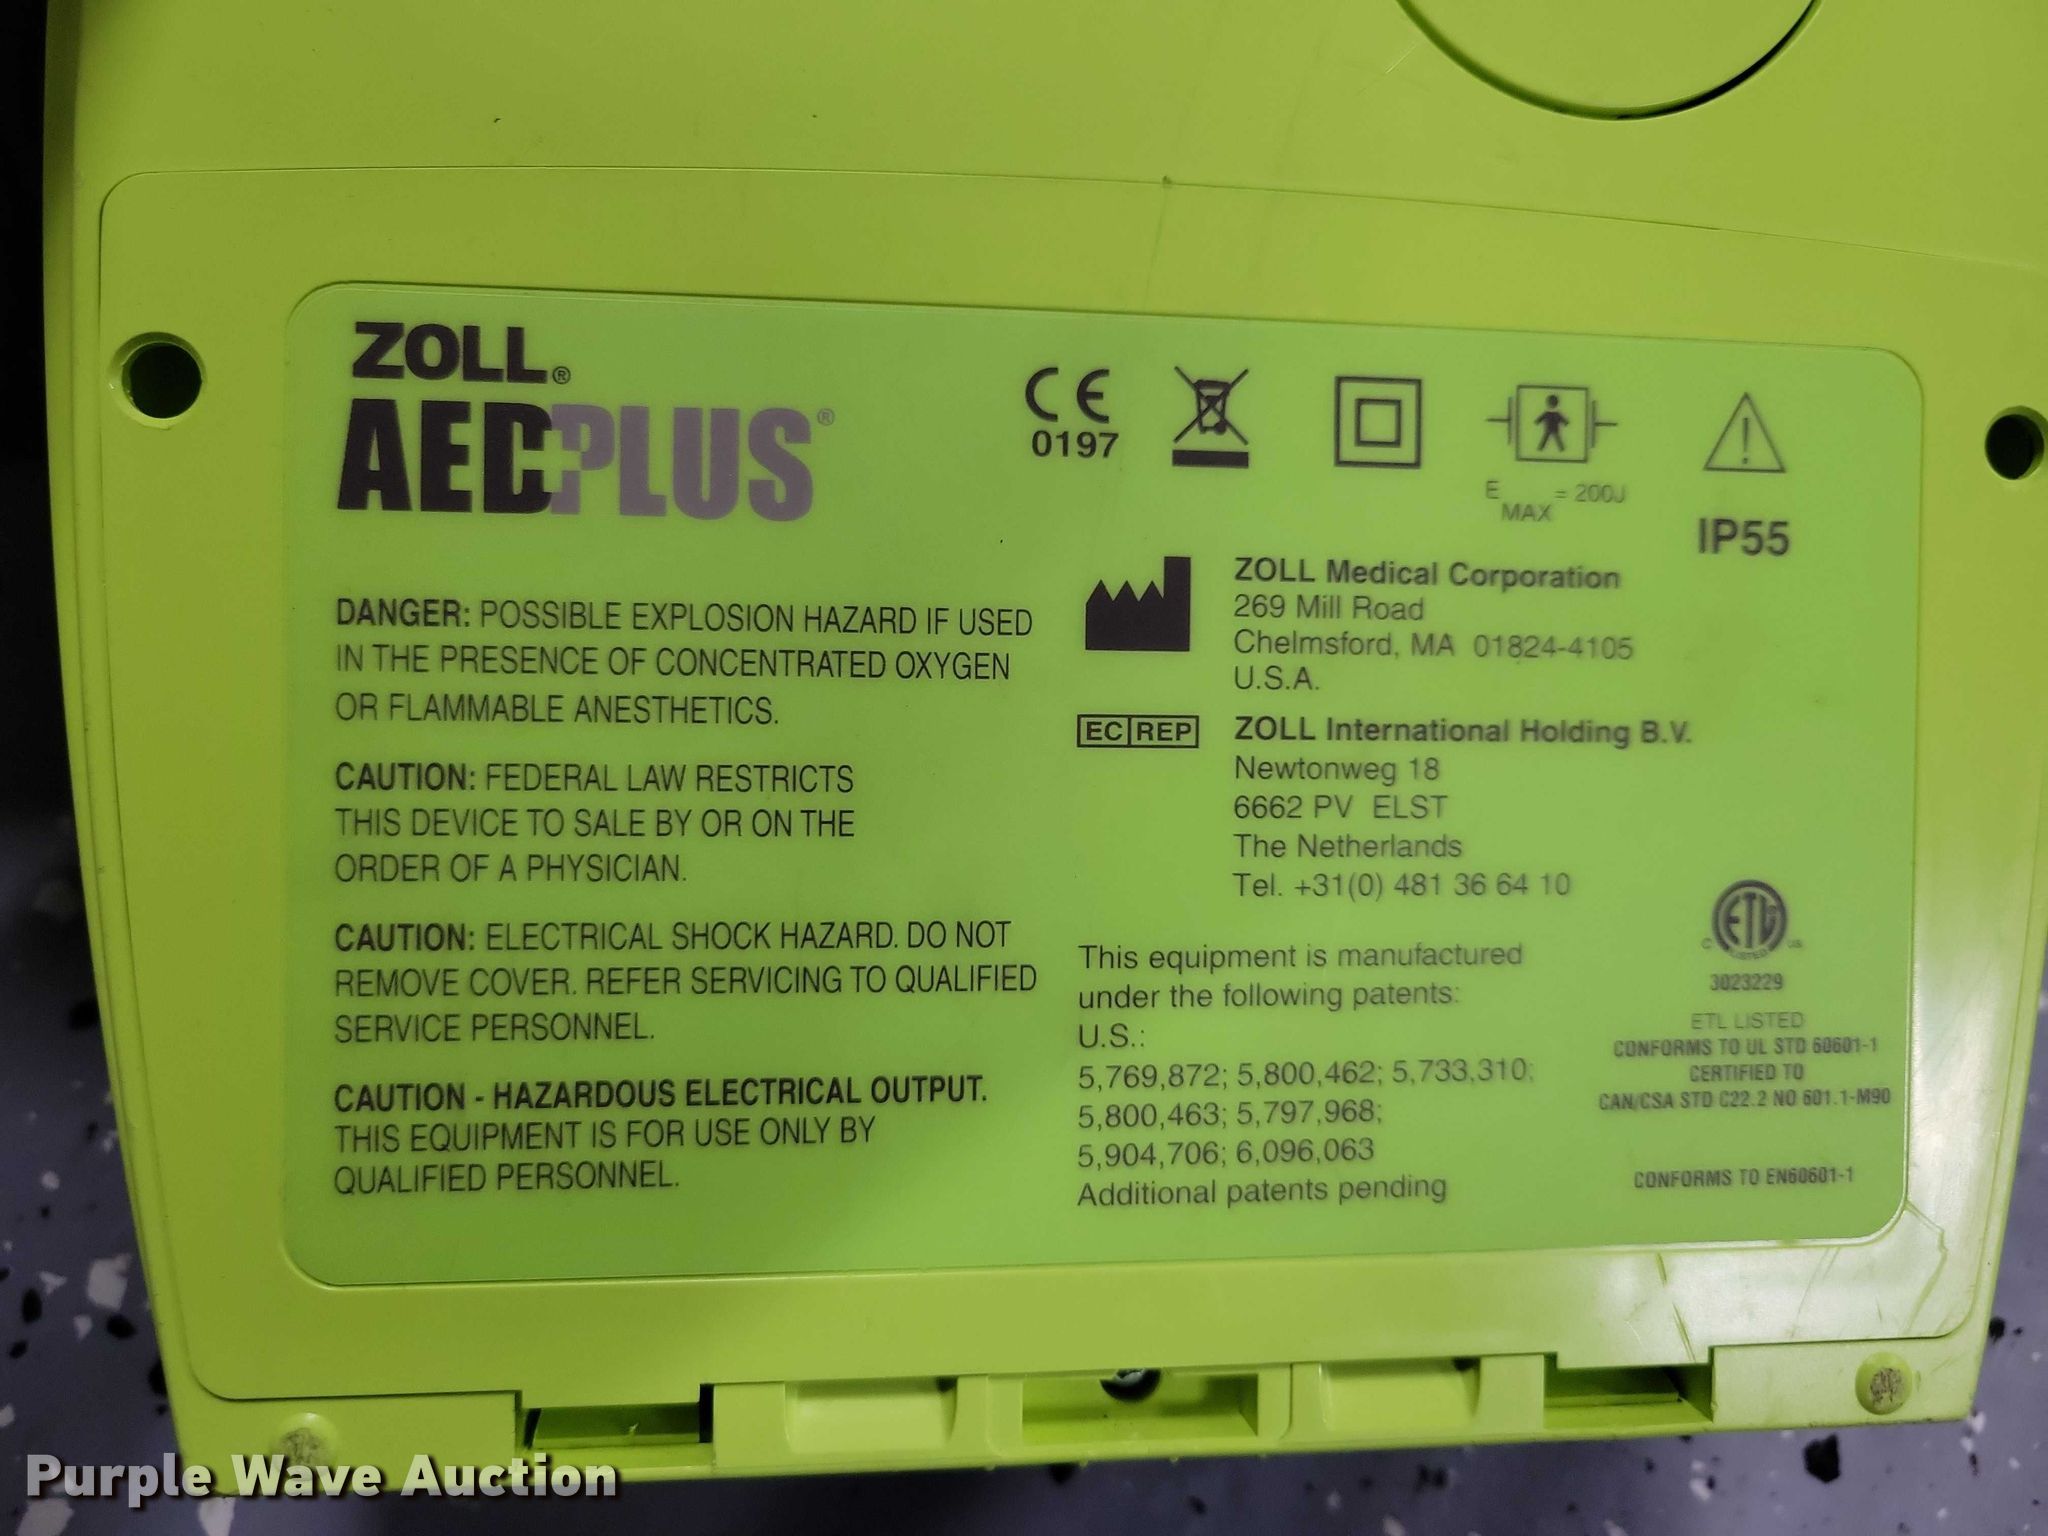 ZOLL®
AEDPLUS®
DANGER: POSSIBLE EXPLOSION HAZARD IF USED
IN THE PRESENCE OF CONCENTRATED OXYGEN
OR FLAMMABLE ANESTHETICS.
CAUTION: FEDERAL LAW RESTRICTS
THIS DEVICE TO SALE BY OR ON THE
ORDER OF A PHYSICIAN.
CAUTION: ELECTRICAL SHOCK HAZARD. DO NOT
REMOVE COVER. REFER SERVICING TO QUALIFIED
SERVICE PERSONNEL.
CAUTION - HAZARDOUS ELECTRICAL OUTPUT.
THIS EQUIPMENT IS FOR USE ONLY BY
QUALIFIED PERSONNEL.
CE
0197
E MAX = 200J
IP55
ZOLL Medical Corporation
269 Mill Road
Chelmsford, MA 01824-4105
U.S.A.
EC REP
ZOLL International Holding B.V.
Newtonweg 18
6662 PV ELST
The Netherlands
Tel. +31(0) 481 36 64 10
This equipment is manufactured
under the following patents:
U.S.:
5,769,872; 5,800,462; 5,733,310;
5,800,463; 5,797,968;
5,904,706; 6,096,063
Additional patents pending
C ETL US
LISTED
3023229
ETL LISTED
CONFORMS TO UL STD 60601-1
CERTIFIED TO
CAN/CSA STD C22.2 NO 601.1-M90
CONFORMS TO EN60601-1
Purple Wave Auction